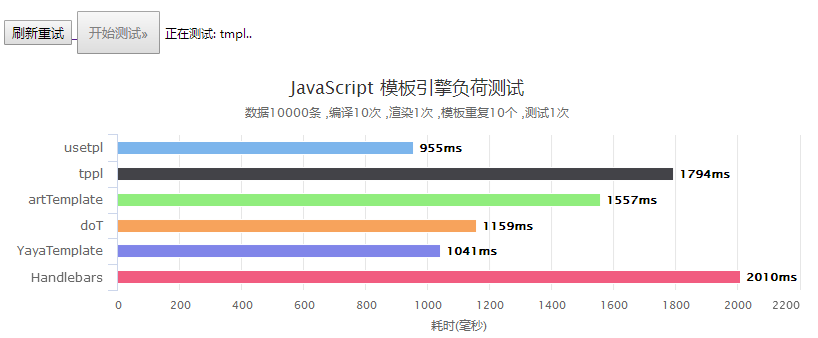 刷新重试 开始测试» 正在测试: tmpl..
JavaScript 模板引擎负荷测试
数据10000条 ,编译10次 ,渲染1次 ,模板重复10个 ,测试1次
usetpl 955ms
tppl 1794ms
artTemplate 1557ms
doT 1159ms
YayaTemplate 1041ms
Handlebars 2010ms
0 200 400 600 800 1000 1200 1400 1600 1800 2000 2200
耗时(毫秒)